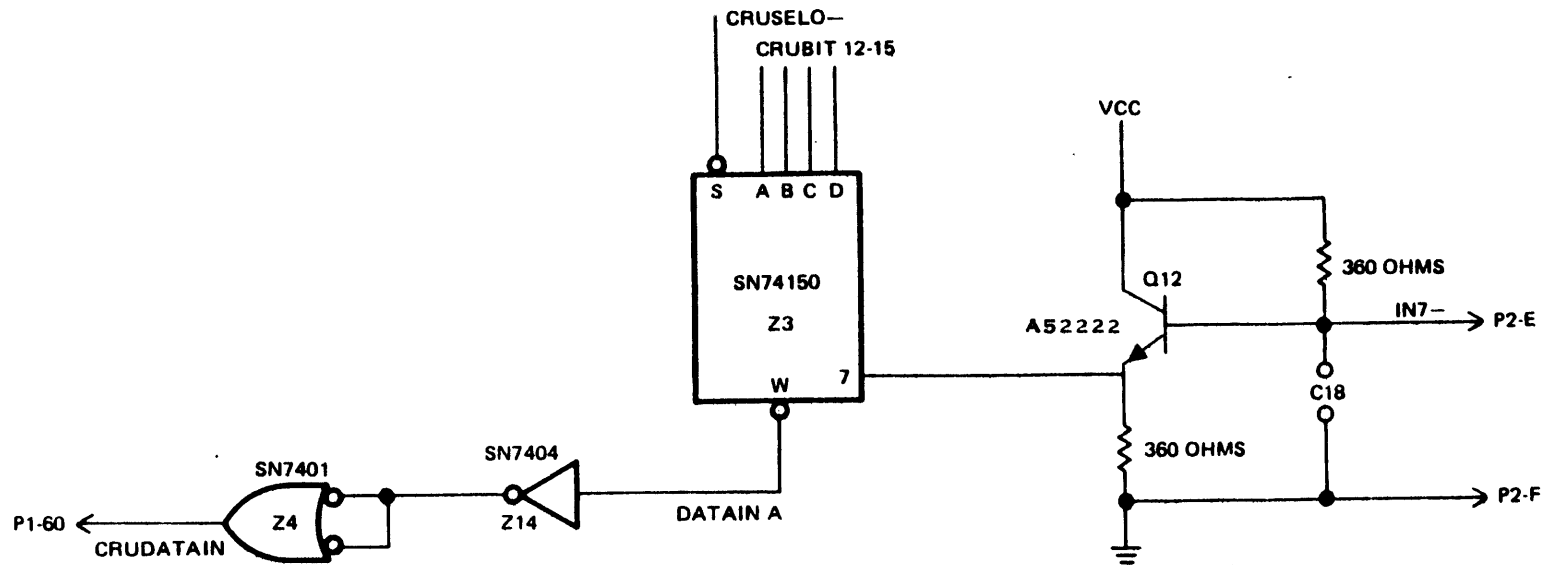 CRUSELO—
CRUBIT 12-15
VCC
S A B C D
SN74150
Z3
7
W
Q12
A52222
360 OHMS
IN7—
P2-E
C18
360 OHMS
P2-F
SN7404
Z14
DATAIN A
SN7401
Z4
P1-60
CRUDATAIN